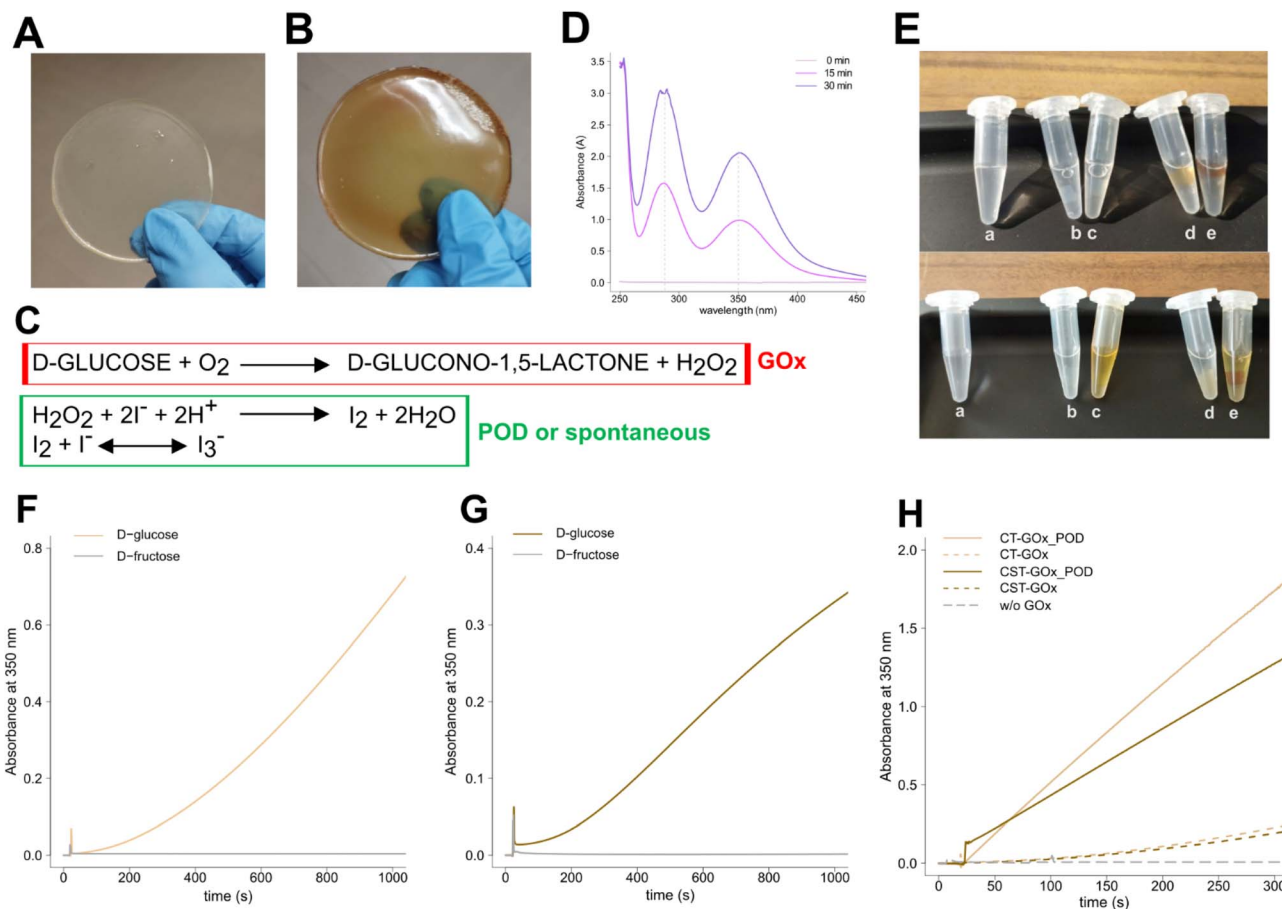 A
B
D
3.5
3.0
2.5
2.0
1.5
1.0
0.5
0.0
Absorbance (A)
250
300
350
400
450
wavelength (nm)
0 min
15 min
30 min
E
a
b
c
d
e
a
b
c
d
e
C
D-GLUCOSE + O2 → D-GLUCONO-1,5-LACTONE + H2O2
GOx
H2O2 + 2I- + 2H+ → I2 + 2H2O
I2 + I- ↔ I3-
POD or spontaneous
F
D−glucose
D−fructose
0.8
0.6
0.4
0.2
0.0
Absorbance at 350 nm
0
200
400
600
800
1000
time (s)
G
D−glucose
D−fructose
0.4
0.3
0.2
0.1
0.0
Absorbance at 350 nm
0
200
400
600
800
1000
time (s)
H
CT-GOx_POD
CT-GOx
CST-GOx_POD
CST-GOx
w/o GOx
2.0
1.5
1.0
0.5
0.0
Absorbance at 350 nm
0
50
100
150
200
250
300
time (s)